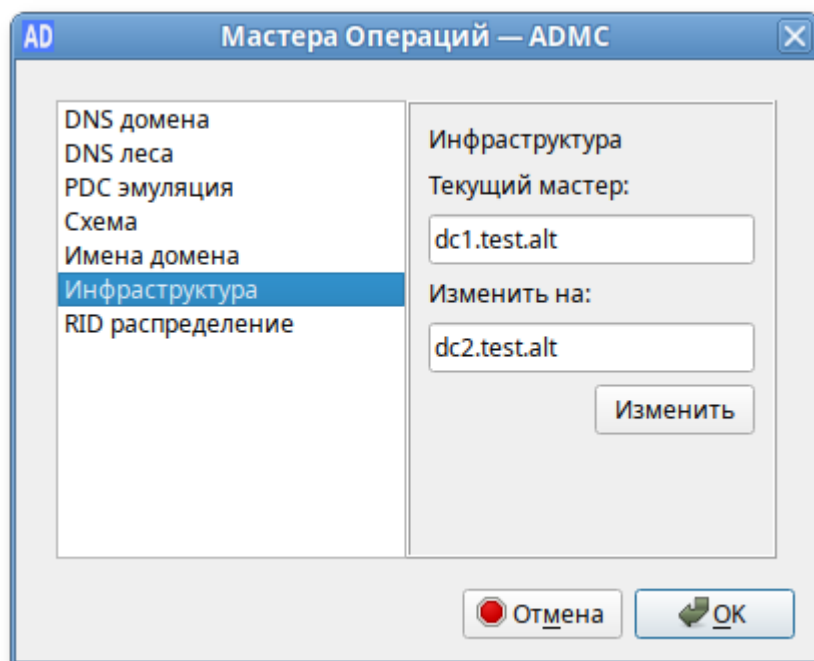 AD Мастера Операций — ADMC
DNS домена
DNS леса
PDC эмуляция
Схема
Имена домена
Инфраструктура
RID распределение
Инфраструктура
Текущий мастер:
dc1.test.alt
Изменить на:
dc2.test.alt
Изменить
Отмена
OK